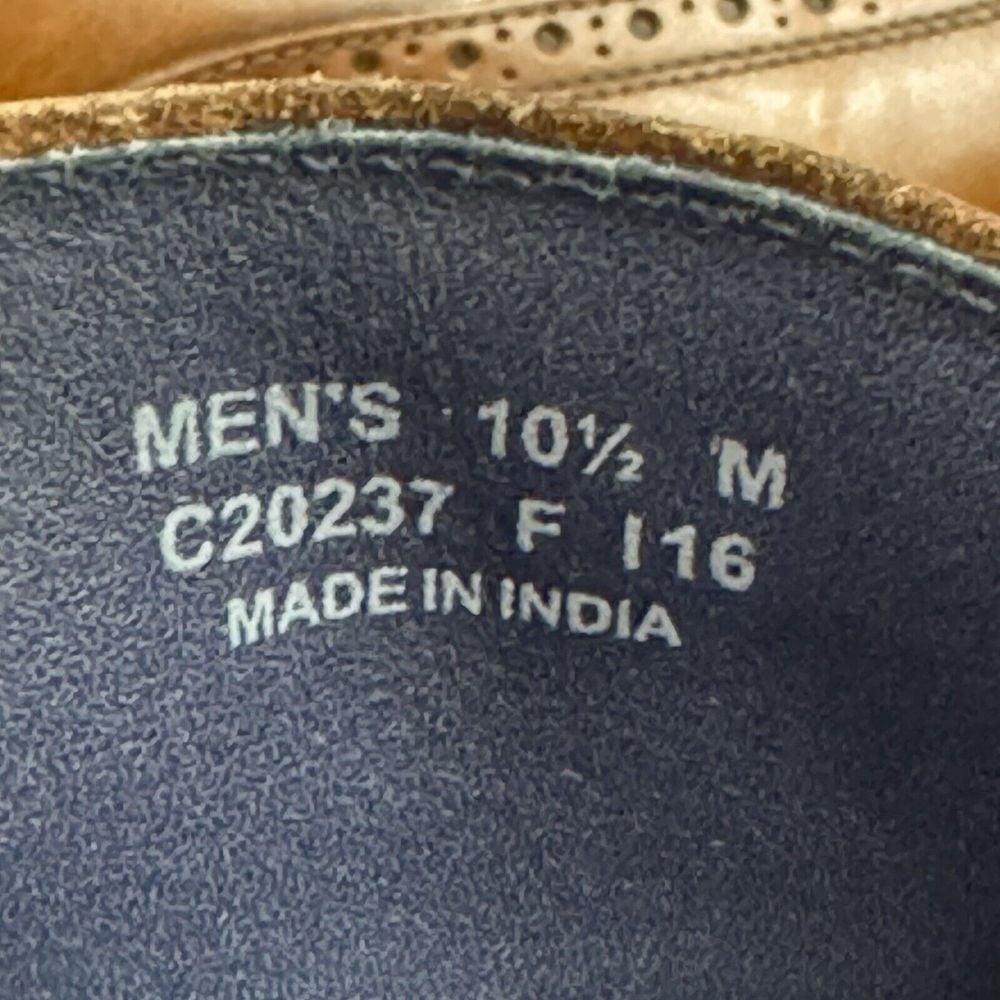 MEN'S 10½ M
C20237 F I16
MADE IN INDIA